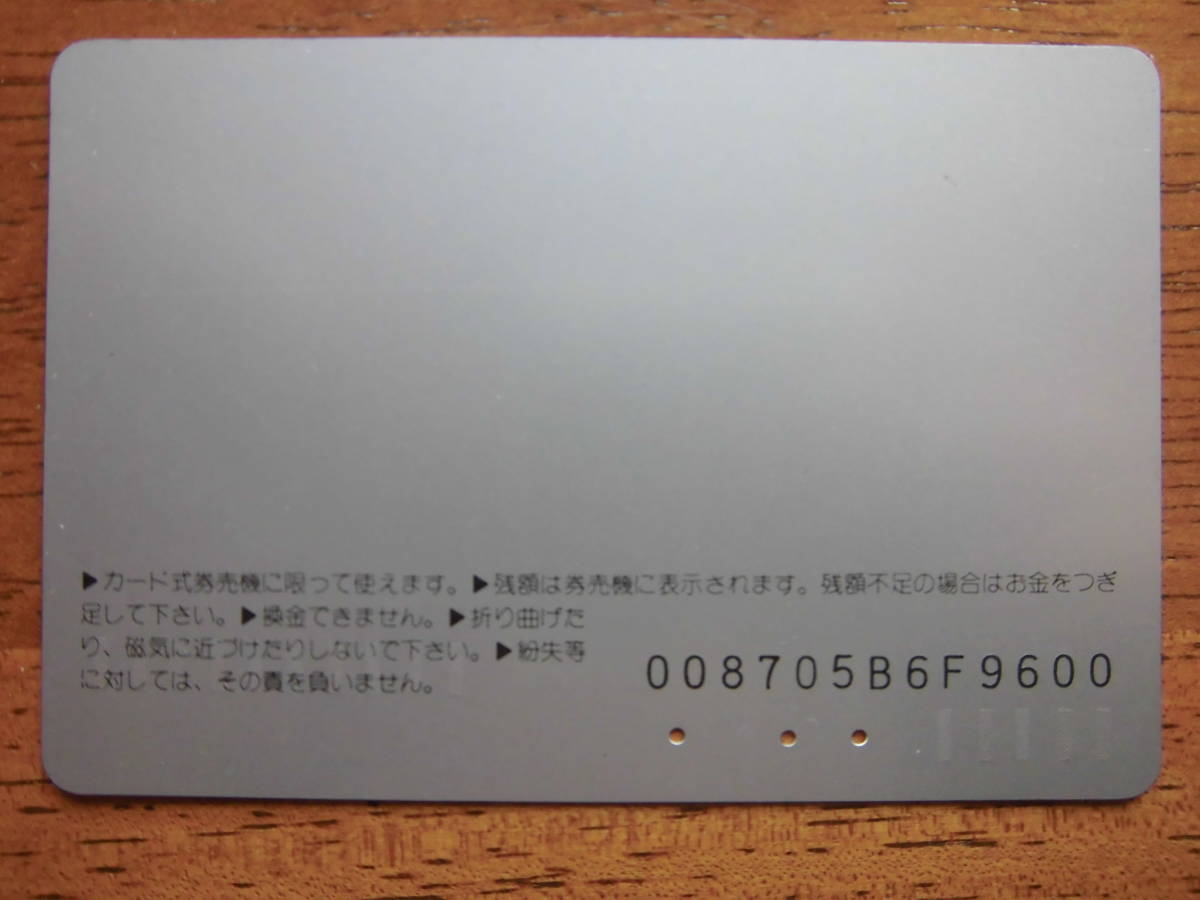 ▶カード式券売機に限って使えます。▶残額は券売機に表示されます。残額不足の場合はお金をつぎ
足して下さい。▶換金できません。▶折り曲げた
り、磁気に近づけたりしないで下さい。▶紛失等
に対しては、その責を負いません。
008705B6F9600